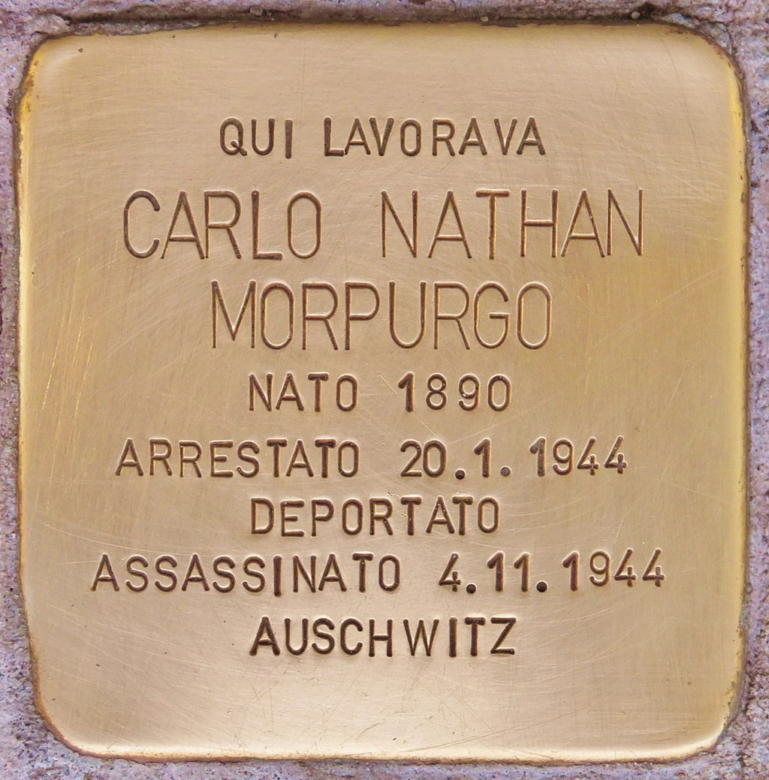 QUI LAVORAVA
CARLO NATHAN
MORPURGO
NATO 1890
ARRESTATO 20.1.1944
DEPORTATO
ASSASSINATO 4.11.1944
AUSCHWITZ